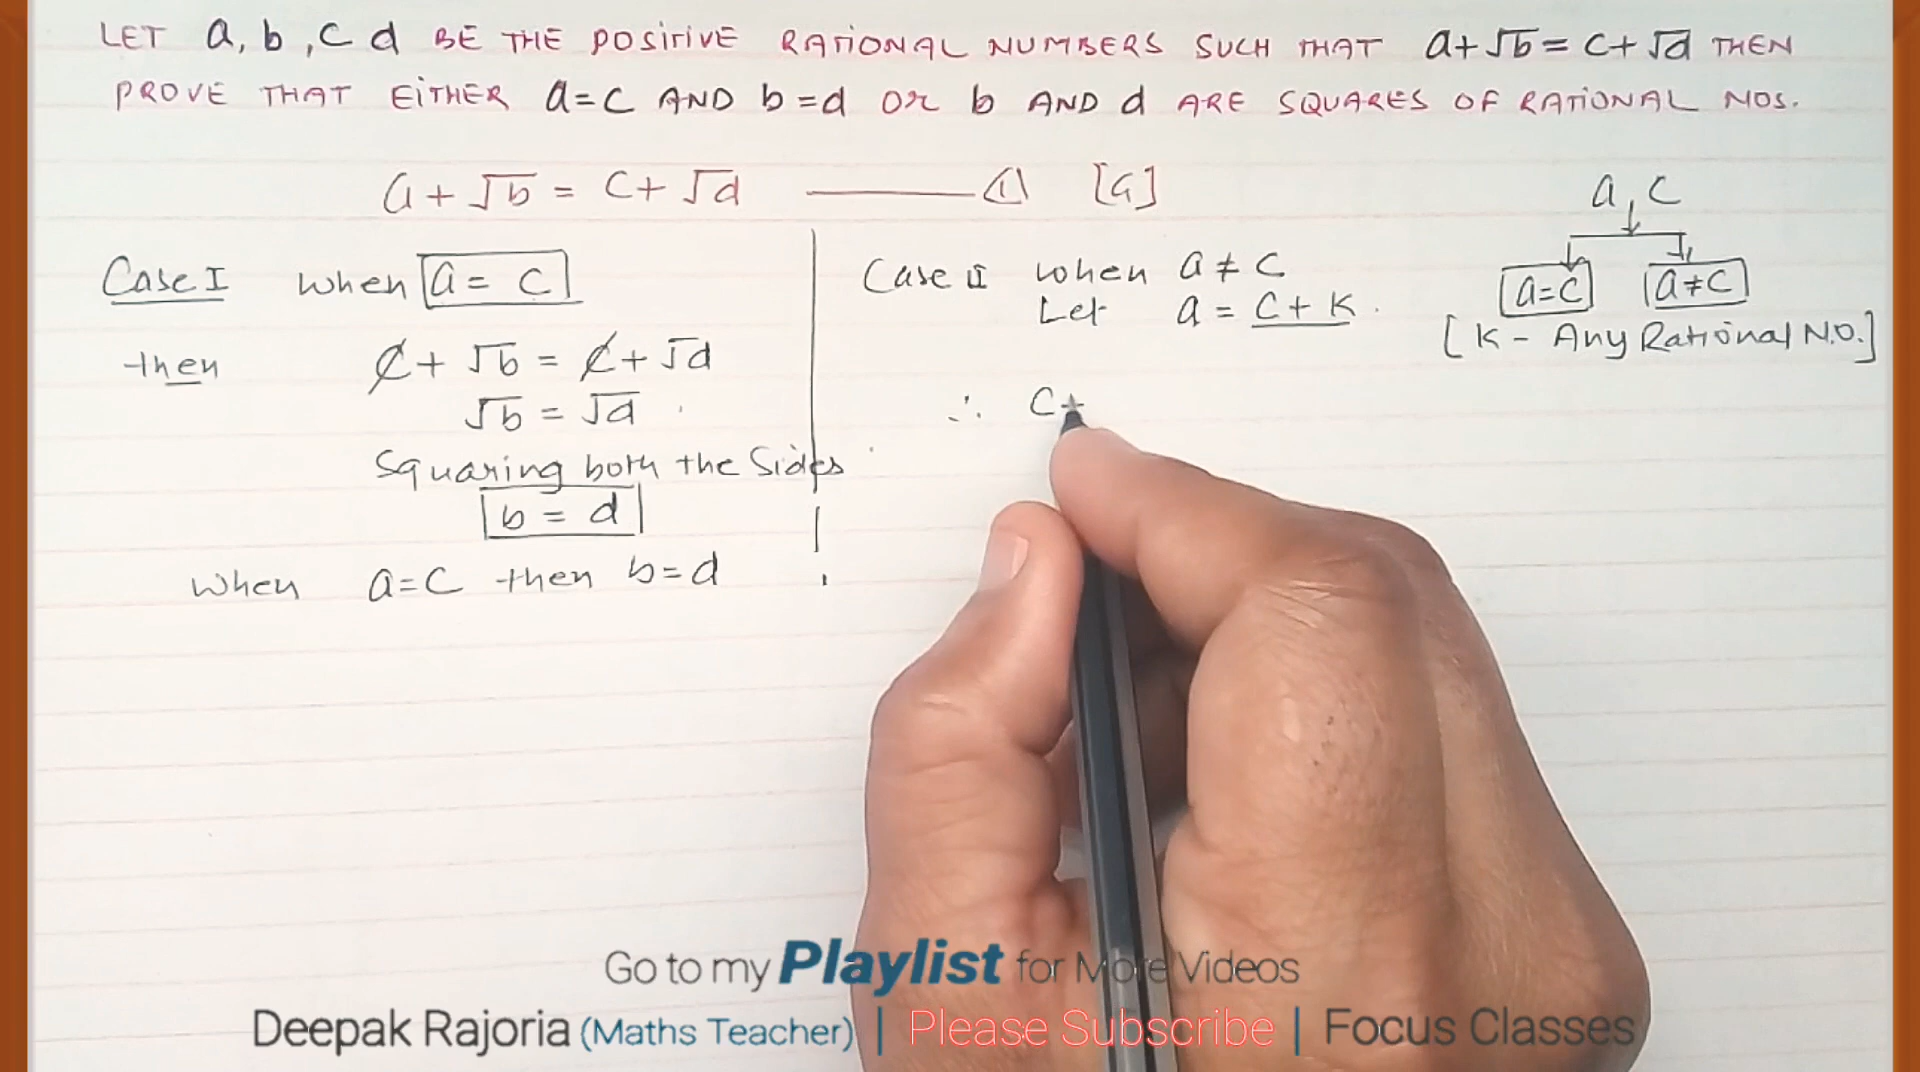 LET a, b, c d BE THE POSITIVE RATIONAL NUMBERS SUCH THAT a+√b = c+√d THEN
PROVE THAT EITHER a=c AND b=d or b AND d ARE SQUARES OF RATIONAL NOS.
a + √b = c + √d ——— ① [G]
a, c
a=c a≠c
Case I when a = c
then c + √b = c + √d
√b = √d
Squaring both the Sides
b = d
When a=c then b=d
Case II when a ≠ c
Let a = c + k.
[K - Any Rational N.O.]
∴ c+
Go to my Playlist for More Videos
Deepak Rajoria (Maths Teacher) | Please Subscribe | Focus Classes